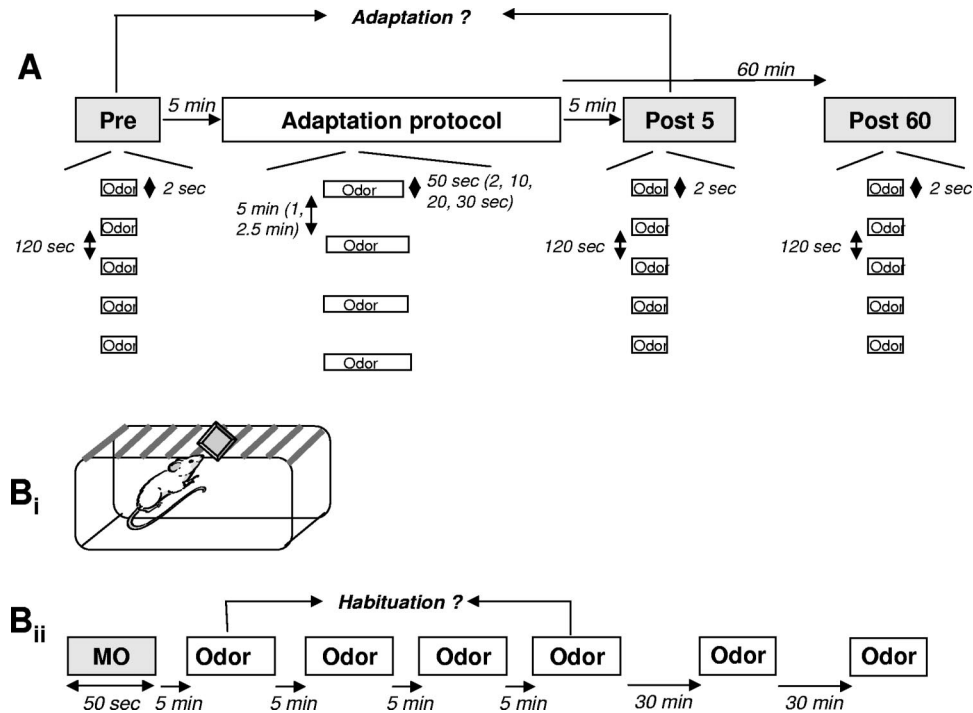 Adaptation ?
A
60 min
Pre
5 min
Adaptation protocol
5 min
Post 5
Post 60
Odor
2 sec
Odor
120 sec
Odor
Odor
Odor
Odor
50 sec (2, 10,
20, 30 sec)
5 min (1,
2.5 min)
Odor
Odor
Odor
Odor
2 sec
Odor
120 sec
Odor
Odor
Odor
Odor
2 sec
Odor
120 sec
Odor
Odor
Odor
Bi
Bii
Habituation ?
MO
Odor
Odor
Odor
Odor
Odor
Odor
50 sec
5 min
5 min
5 min
5 min
30 min
30 min